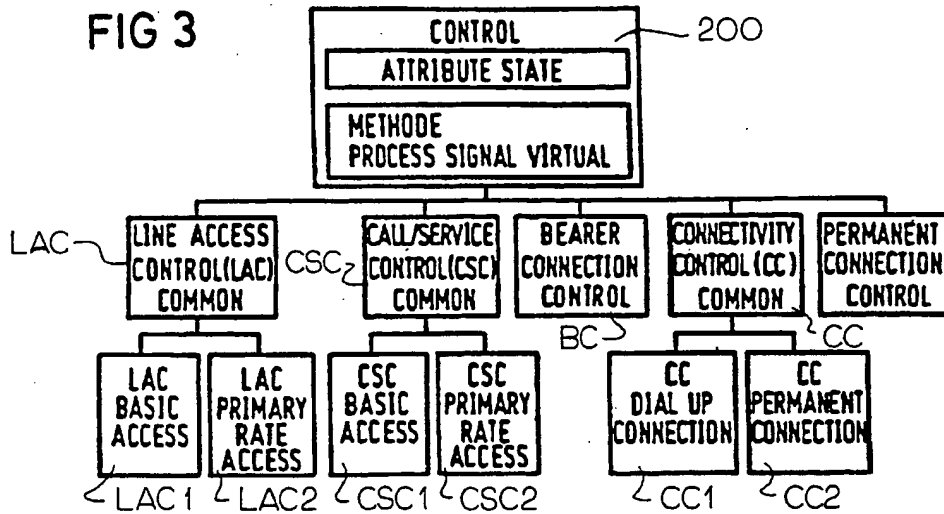 FIG 3
CONTROL
200
ATTRIBUTE STATE
METHODE
PROCESS SIGNAL VIRTUAL
LAC
LINE ACCESS
CONTROL(LAC)
COMMON
CSC
CALL/SERVICE
CONTROL(CSC)
COMMON
BEARER
CONNECTION
CONTROL
BC
CONNECTIVITY
CONTROL(CC)
COMMON
CC
PERMANENT
CONNECTION
CONTROL
LAC
BASIC
ACCESS
LAC1
LAC
PRIMARY
RATE
ACCESS
LAC2
CSC
BASIC
ACCESS
CSC1
CSC
PRIMARY
RATE
ACCESS
CSC2
CC
DIAL UP
CONNECTION
CC1
CC
PERMANENT
CONNECTION
CC2